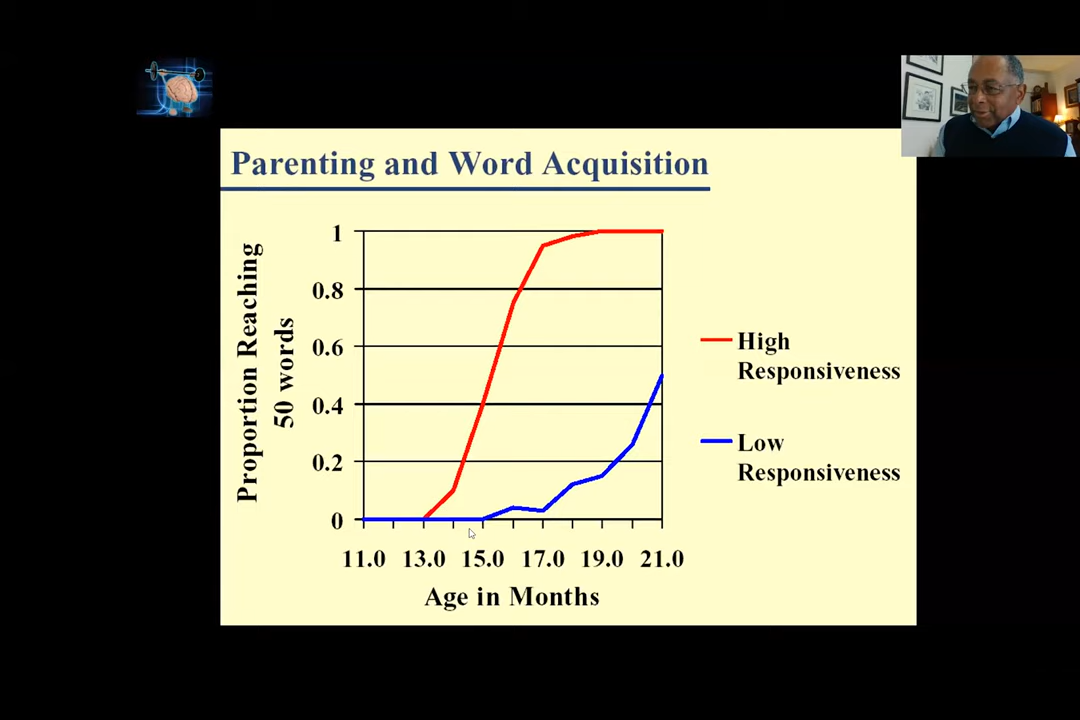 Parenting and Word Acquisition
Proportion Reaching
50 words
1
0.8
0.6
0.4
0.2
0
11.0 13.0 15.0 17.0 19.0 21.0
Age in Months
High
Responsiveness
Low
Responsiveness